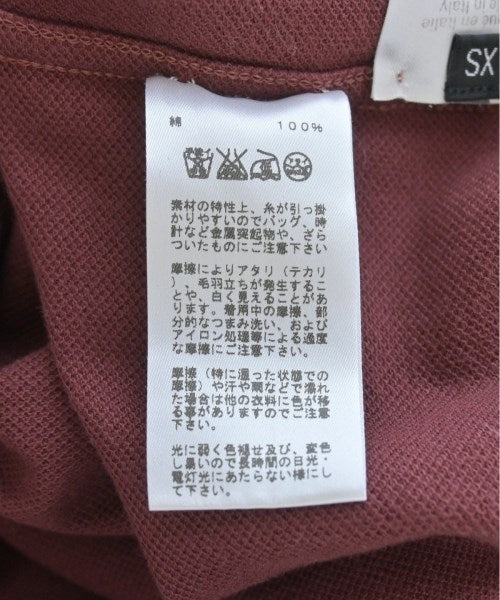 ué en Italie
e in Italy
XS
綿 100%
素材の特性上、糸が引っ掛
かりやすいのでバッグ、時
計など金属突起物や、ざら
ついたものにご注意下さい
摩擦によりアタリ（テカリ
）、毛羽立ちが発生するこ
とや、白く見えることがあ
ります。着用中の摩擦、部
分的なつまみ洗い、および
アイロン処理等による過度
な摩擦にご注意下さい。
摩擦（特に湿った状態での
摩擦）や汗や雨などで濡れ
た場合は他の衣料に色が移
る事がありますのでご注意
下さい。
光に弱く色褪せ及び、変色
し易いので長時間の日光・
電灯光にあたらない様にし
て下さい。